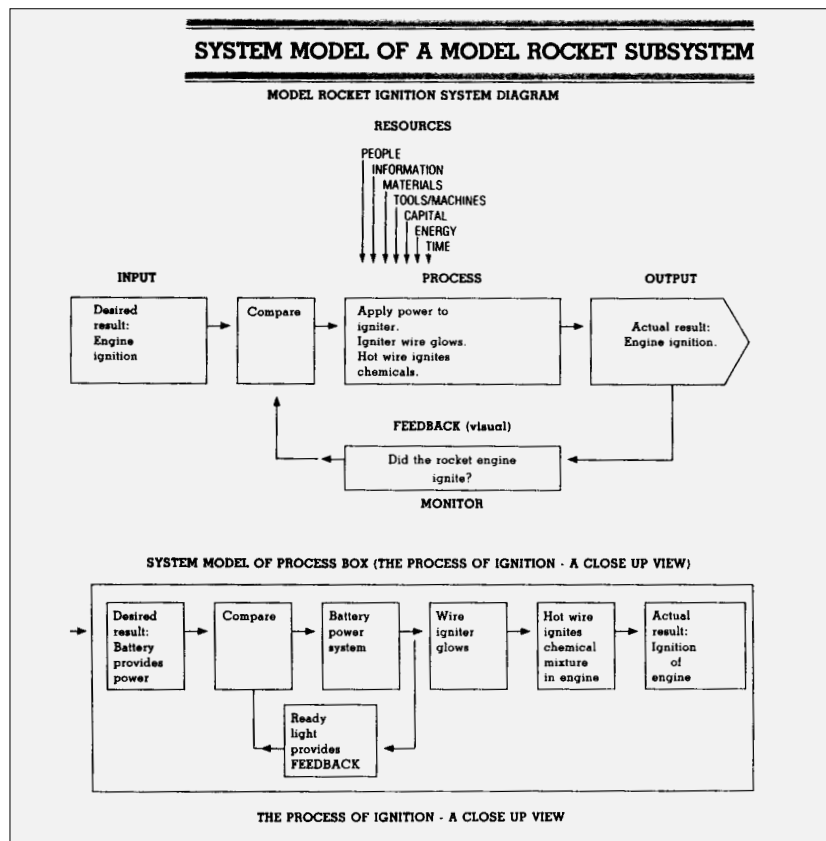 SYSTEM MODEL OF A MODEL ROCKET SUBSYSTEM
MODEL ROCKET IGNITION SYSTEM DIAGRAM
RESOURCES
PEOPLE
INFORMATION
MATERIALS
TOOLS/MACHINES
CAPITAL
ENERGY
TIME
INPUT
PROCESS
OUTPUT
Desired
result:
Engine
ignition
Compare
Apply power to
igniter.
Igniter wire glows.
Hot wire ignites
chemicals.
Actual result:
Engine ignition.
FEEDBACK (visual)
Did the rocket engine
ignite?
MONITOR
SYSTEM MODEL OF PROCESS BOX (THE PROCESS OF IGNITION - A CLOSE UP VIEW)
Desired
result:
Battery
provides
power
Compare
Battery
power
system
Wire
igniter
glows
Hot wire
ignites
chemical
mixture
in engine
Actual
result:
Ignition
of
engine
Ready
light
provides
FEEDBACK
THE PROCESS OF IGNITION - A CLOSE UP VIEW